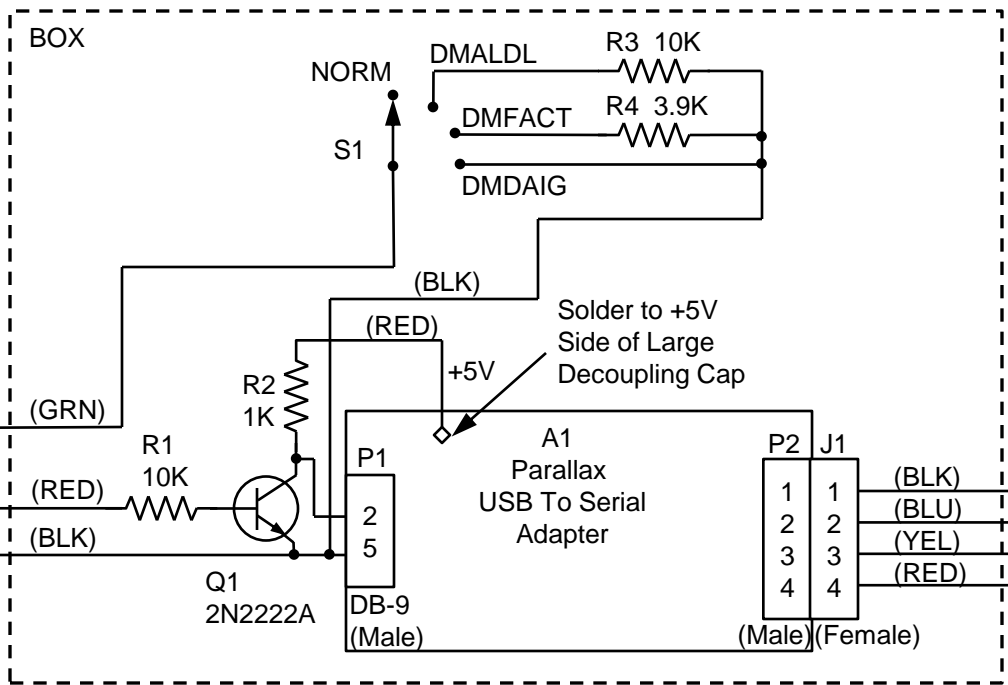 BOX
R3 10K
DMALDL
NORM
R4 3.9K
DMFACT
S1
DMDAIG
(BLK)
Solder to +5V
Side of Large
Decoupling Cap
(RED)
+5V
R2
1K
(GRN)
R1
10K
(RED)
(BLK)
Q1
2N2222A
P1
2
5
DB-9
(Male)
A1
Parallax
USB To Serial
Adapter
P2 J1
1 1 (BLK)
2 2 (BLU)
3 3 (YEL)
4 4 (RED)
(Male) (Female)